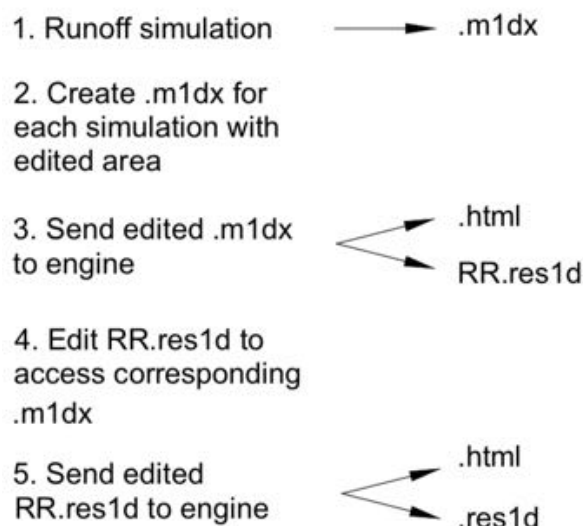 1. Runoff simulation .m1dx
2. Create .m1dx for
each simulation with
edited area
3. Send edited .m1dx
to engine
.html
RR.res1d
4. Edit RR.res1d to
access corresponding
.m1dx
5. Send edited
RR.res1d to engine
.html
.res1d